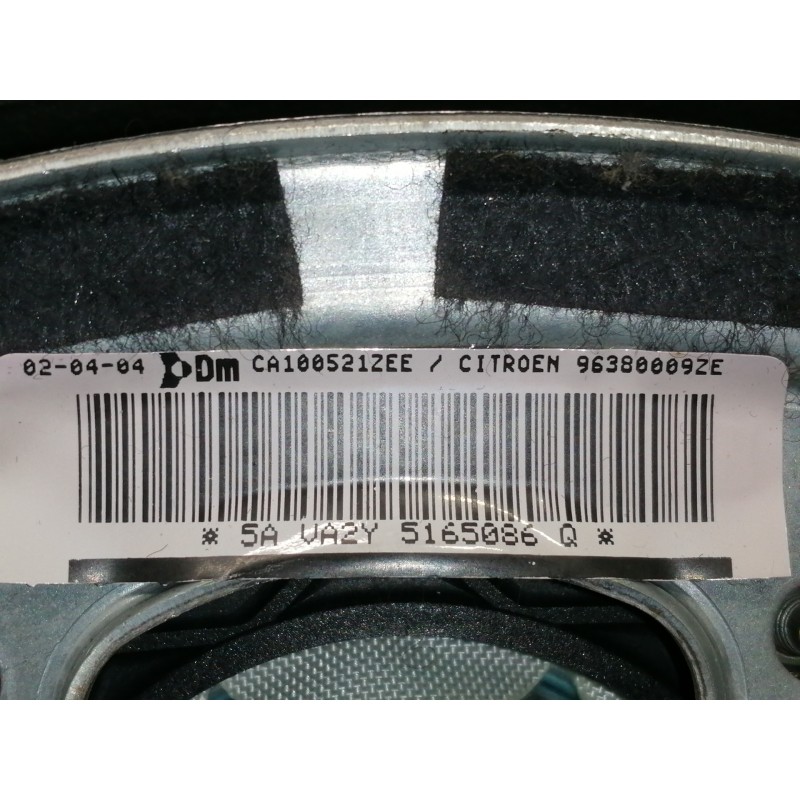 02-04-04 Dm CA100521ZEE / CITROEN 96380009ZE
* 5A VA2Y 5165086 Q *